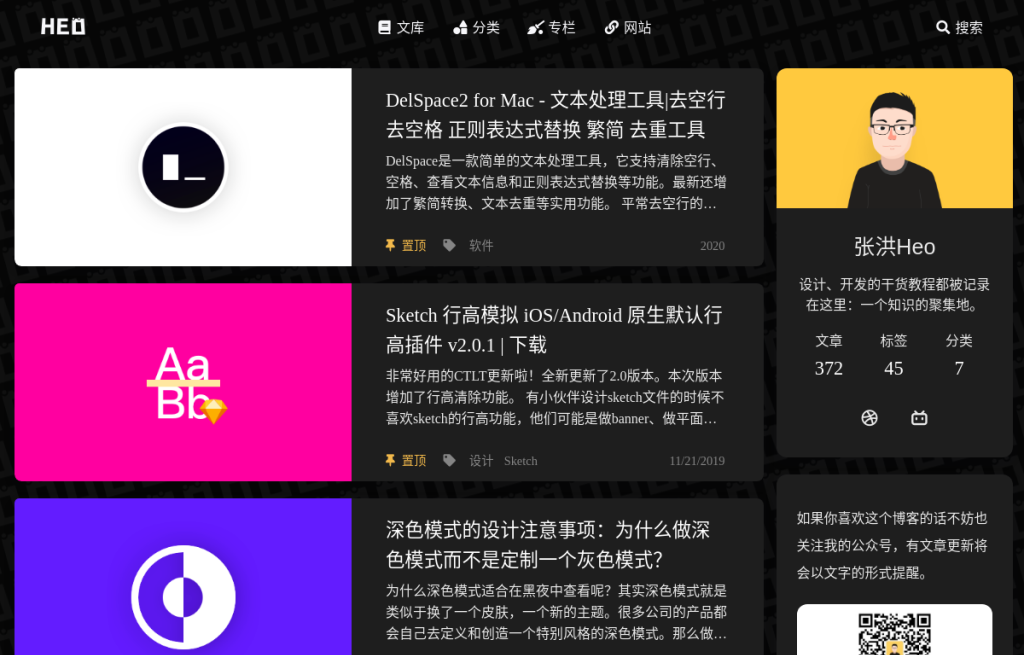 HEO
文库 分类 专栏 网站 搜索
DelSpace2 for Mac - 文本处理工具|去空行
去空格 正则表达式替换 繁简 去重工具
DelSpace是一款简单的文本处理工具，它支持清除空行、
空格、查看文本信息和正则表达式替换等功能。最新还增
加了繁简转换、文本去重等实用功能。 平常去空行的…
置顶 软件 2020
Aa
Bb
Sketch 行高模拟 iOS/Android 原生默认行
高插件 v2.0.1 | 下载
非常好用的CTLT更新啦！全新更新了2.0版本。本次版本
增加了行高清除功能。 有小伙伴设计sketch文件的时候不
喜欢sketch的行高功能，他们可能是做banner、做平面…
置顶 设计 Sketch 11/21/2019
深色模式的设计注意事项：为什么做深
色模式而不是定制一个灰色模式？
为什么深色模式适合在黑夜中查看呢？其实深色模式就是
类似于换了一个皮肤，一个新的主题。很多公司的产品都
会自己去定义和创造一个特别风格的深色模式。那么做…
张洪Heo
设计、开发的干货教程都被记录
在这里：一个知识的聚集地。
文章 标签 分类
372 45 7
如果你喜欢这个博客的话不妨也
关注我的公众号，有文章更新将
会以文字的形式提醒。